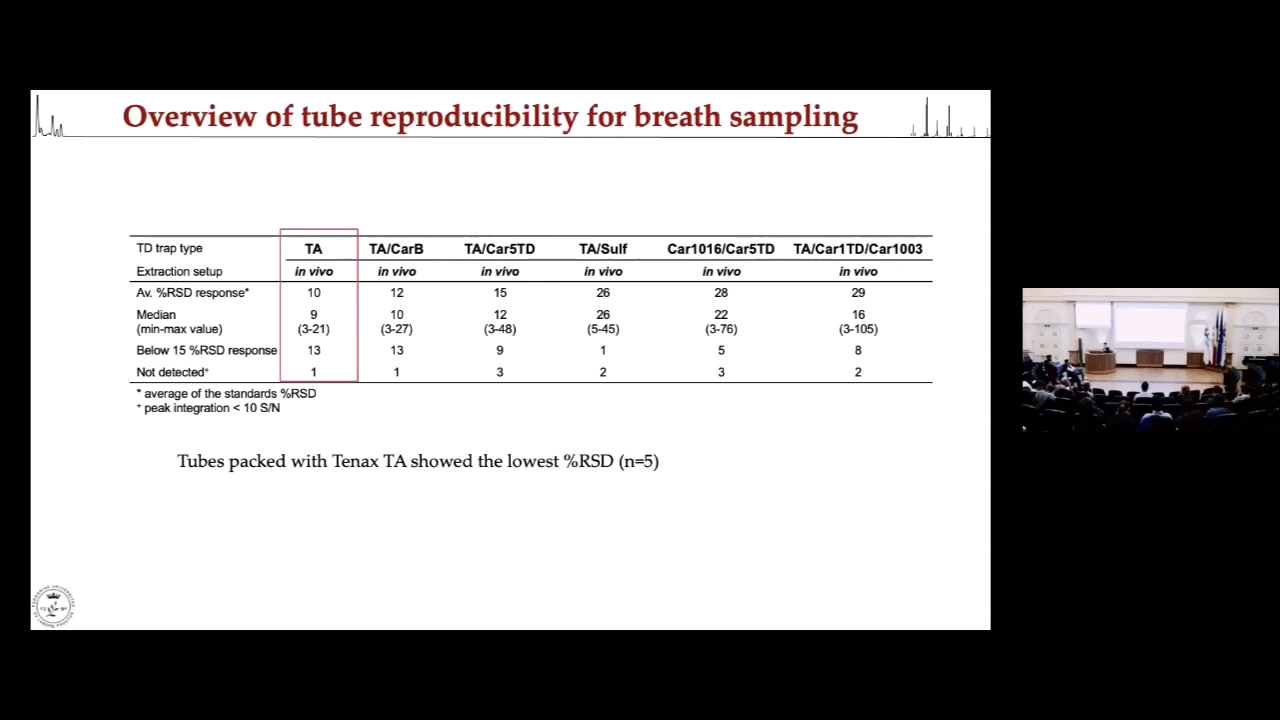 Overview of tube reproducibility for breath sampling
TD trap type TA TA/CarB TA/Car5TD TA/Sulf Car1016/Car5TD TA/Car1TD/Car1003
Extraction setup in vivo in vivo in vivo in vivo in vivo in vivo
Av. %RSD response* 10 12 15 26 28 29
Median 9 10 12 26 22 16
(min-max value) (3-21) (3-27) (3-48) (5-45) (3-76) (3-105)
Below 15 %RSD response 13 13 9 1 5 8
Not detected+ 1 1 3 2 3 2
* average of the standards %RSD
+ peak integration < 10 S/N
Tubes packed with Tenax TA showed the lowest %RSD (n=5)